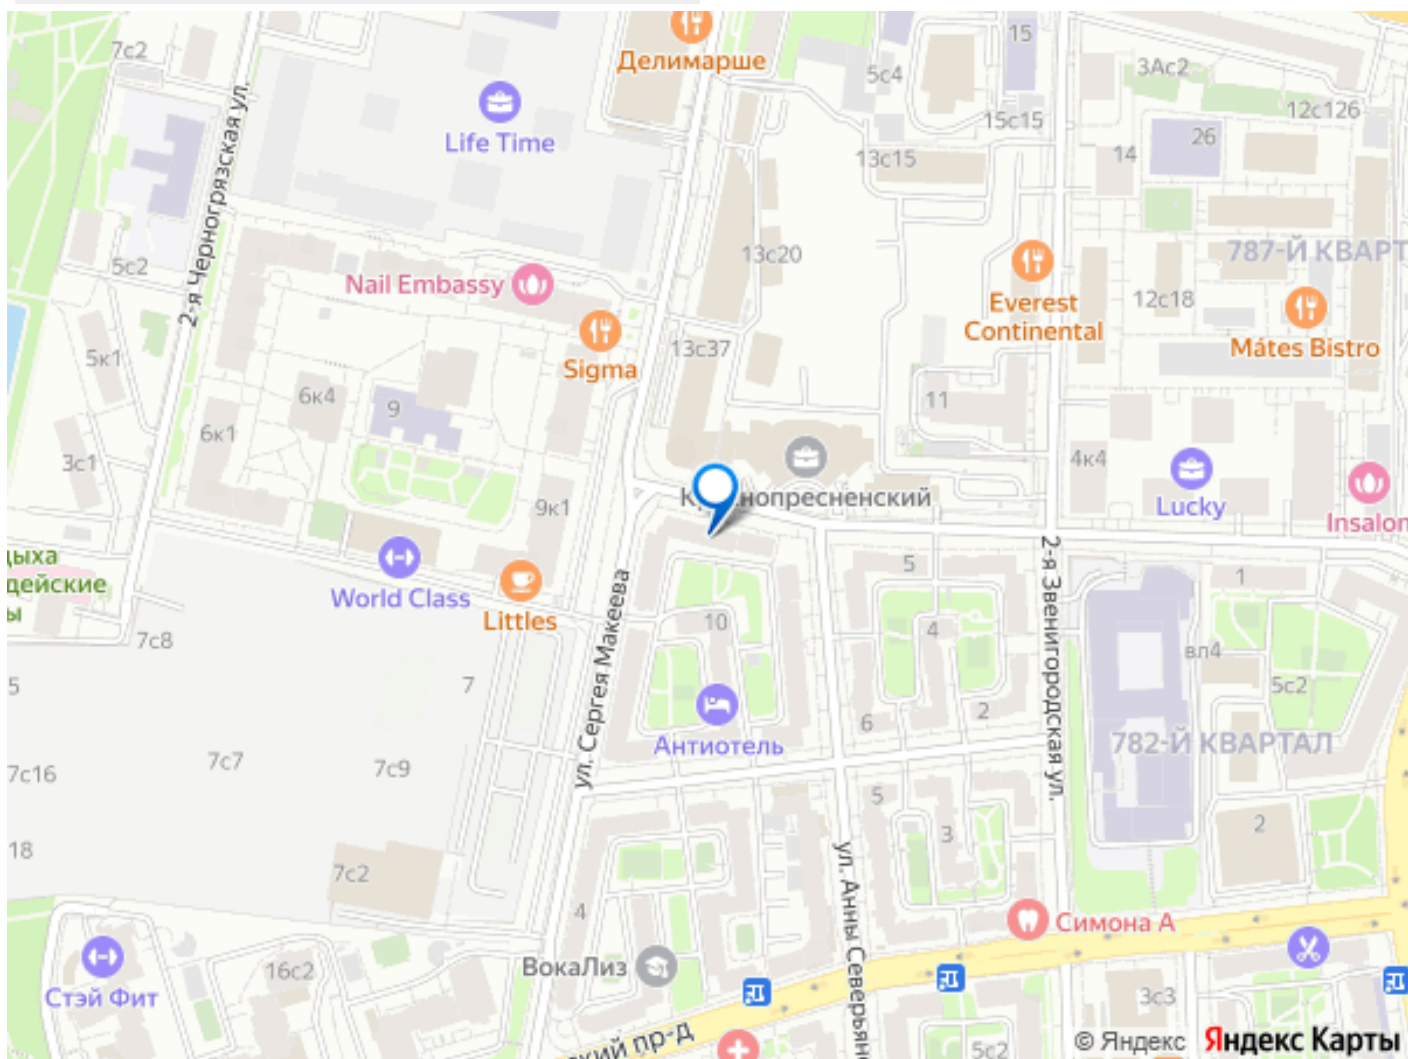 7с2
Делимарше
15
5с4
3Ас2
12с126
Life Time
15с15
26
13с15
14
2-я Черногрязская ул.
5с2
13с20
787-Й КВАРТ
Nail Embassy
Everest
Continental
12с18
Mátes Bistro
5к1
13с37
Sigma
6к4
9
11
6к1
3с1
4к4
Lucky
Insalon
9к1
нопресненский
2-я Звенигородская ул.
дыха
дейские
ы
World Class
Littles
ул. Сергея Макеева
5
1
7с8
10
4
вл4
5
7
5с2
6
2
Антиотель
782-Й КВАРТАЛ
7с16
7с7
7с9
5
3
2
18
7с2
4
ул. Анны Северьян
Симона А
ВокаЛиз
16с2
Стэй Фит
3с3
ский пр-д
5с2
© Яндекс Яндекс Карты